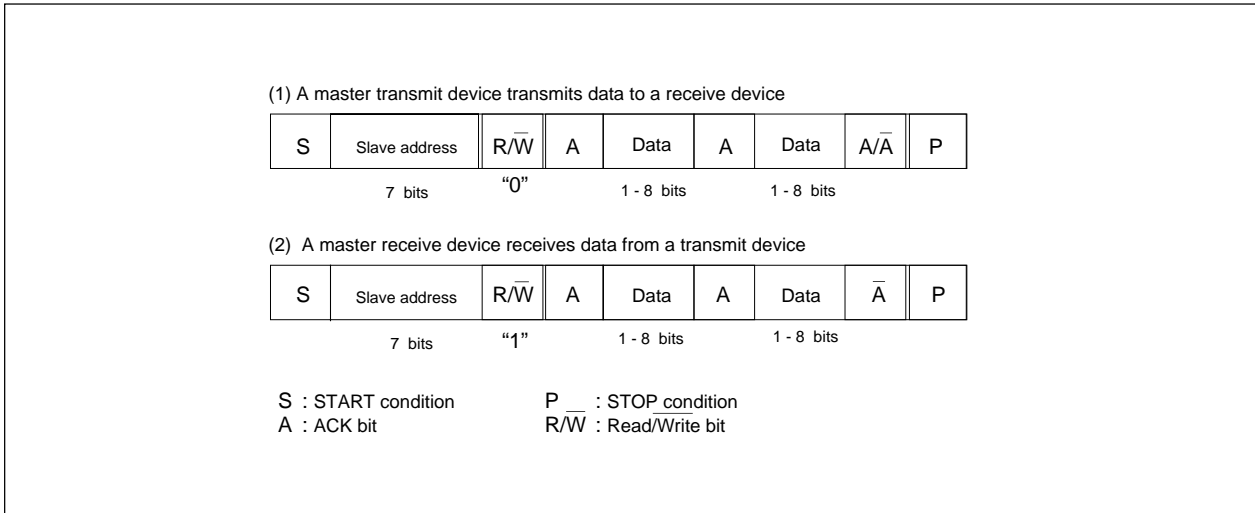 (1) A master transmit device transmits data to a receive device
S Slave address R/W̅ A Data A Data A/A̅ P
7 bits “0” 1 - 8 bits 1 - 8 bits
(2) A master receive device receives data from a transmit device
S Slave address R/W̅ A Data A Data A̅ P
7 bits “1” 1 - 8 bits 1 - 8 bits
S : START condition P : STOP condition
A : ACK bit R/W̅ : Read/W̅r̅i̅t̅e̅ bit